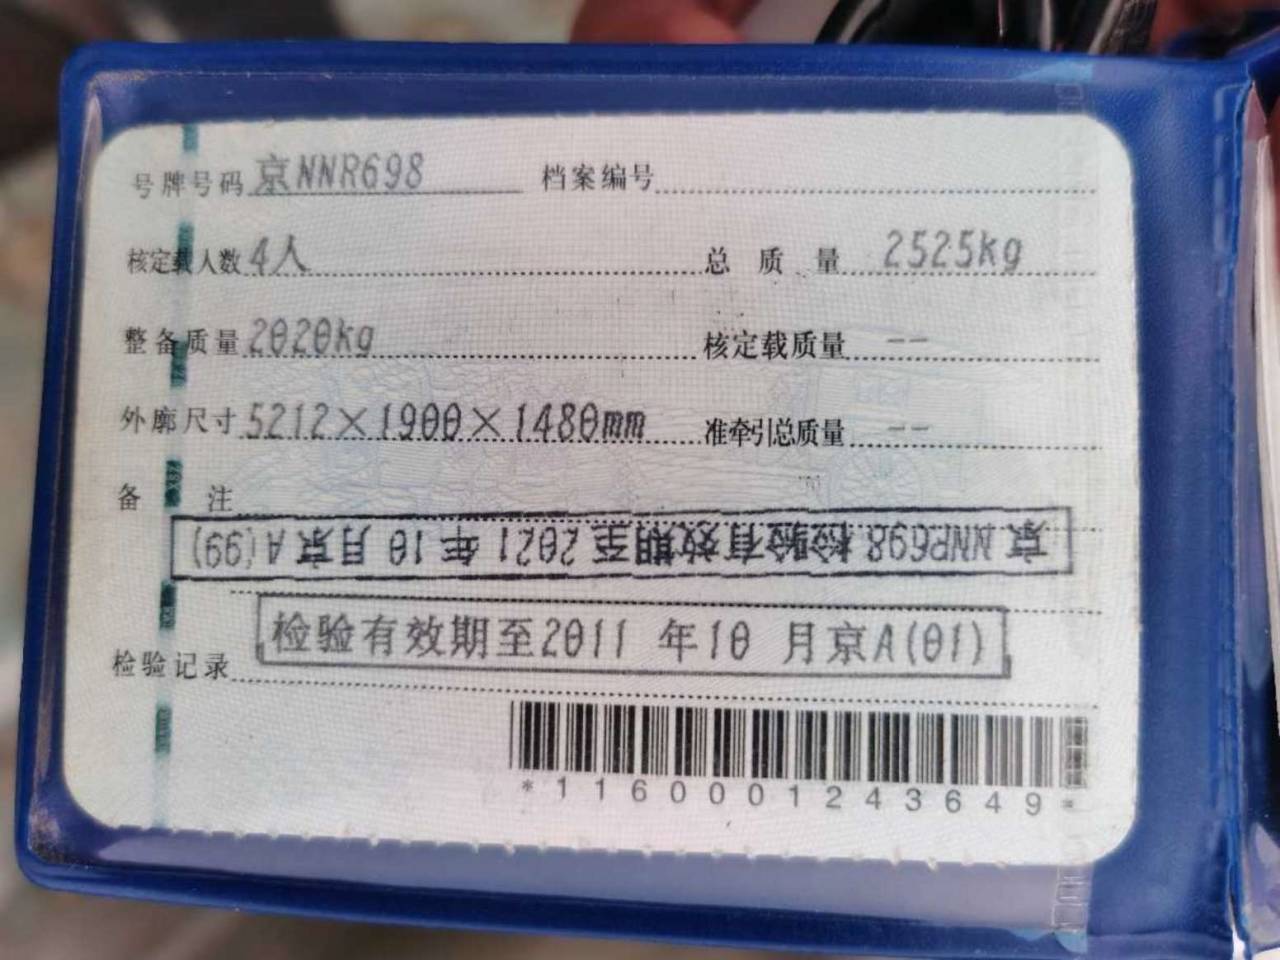 号牌号码 京NNR698 档案编号
核定载人数 4人 总质量 2525kg
整备质量 2020kg 核定载质量 --
外廓尺寸 5212×1900×1480mm 准牵引总质量 --
备注
京NNR698检验有效期至2021年10月京A(99)
检验有效期至2011 年10 月京A(01)
检验记录
*1160001243649*